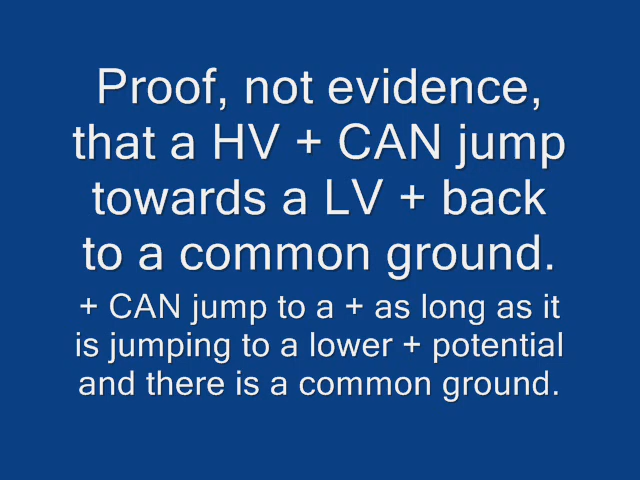 Proof, not evidence,
that a HV + CAN jump
towards a LV + back
to a common ground.
+ CAN jump to a + as long as it
is jumping to a lower + potential
and there is a common ground.